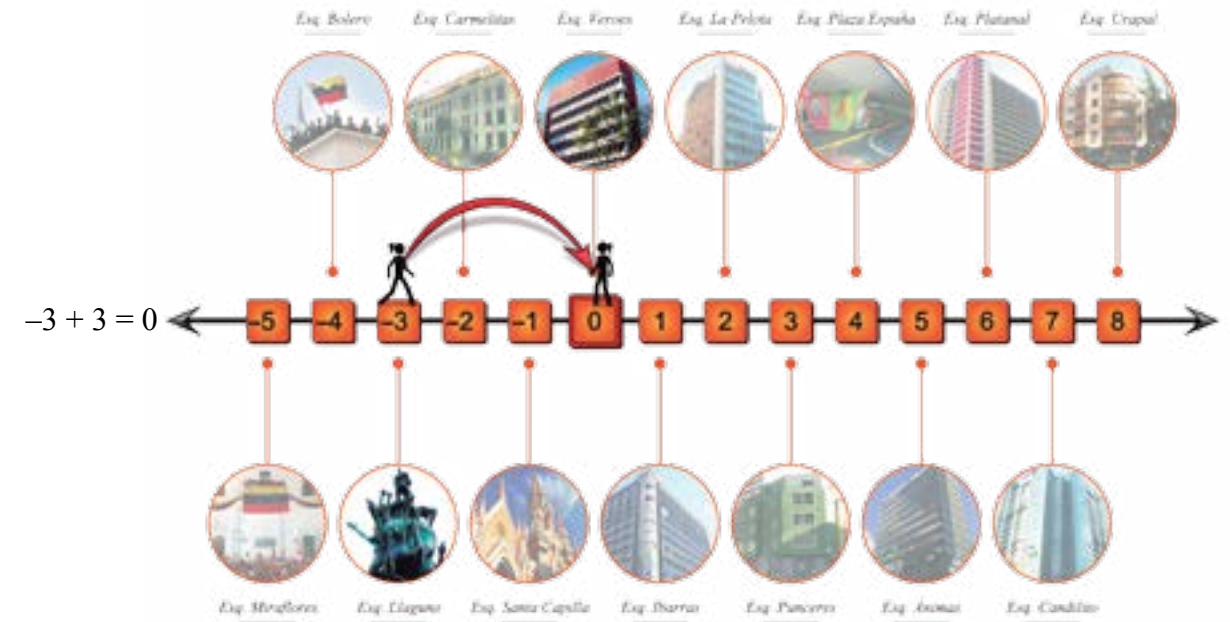 Esq. Bolero
Esq. Carmelitas
Esq. Veroes
Esq. La Pelota
Esq. Plaza España
Esq. Platanal
Esq. Urapal
–3 + 3 = 0
–5
–4
–3
–2
–1
0
1
2
3
4
5
6
7
8
Esq. Miraflores
Esq. Llaguno
Esq. Santa Capilla
Esq. Ibarras
Esq. Punceres
Esq. Ánimas
Esq. Candilito